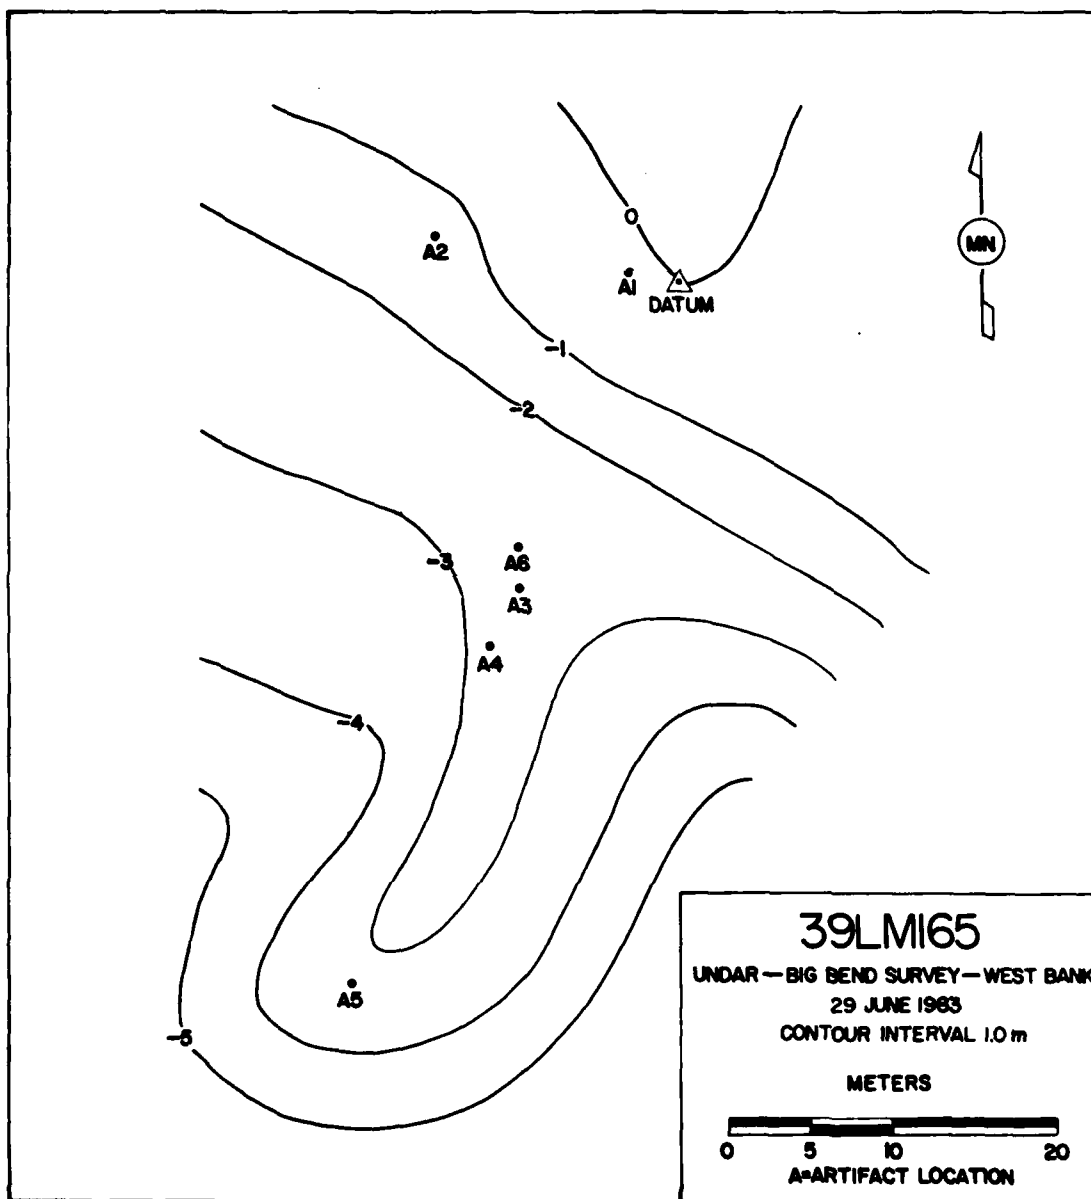 0
A2
A1
DATUM
MN
-1
-2
-3
A6
A3
A4
-4
A5
-5
39LM165
UNDAR—BIG BEND SURVEY—WEST BANK
29 JUNE 1983
CONTOUR INTERVAL 1.0 m
METERS
0 5 10 20
A=ARTIFACT LOCATION